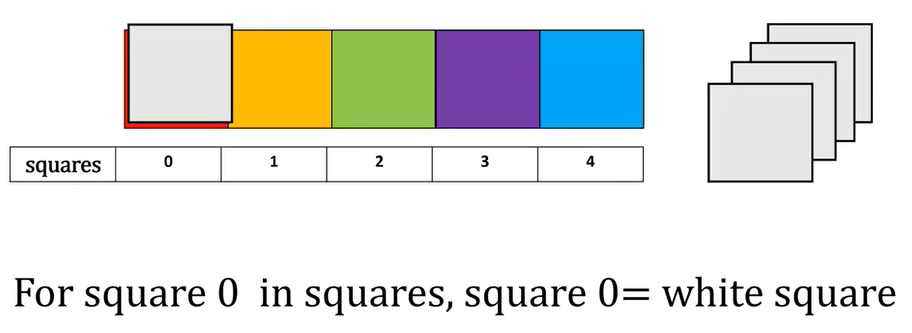 squares 0 1 2 3 4
For square 0 in squares, square 0= white square